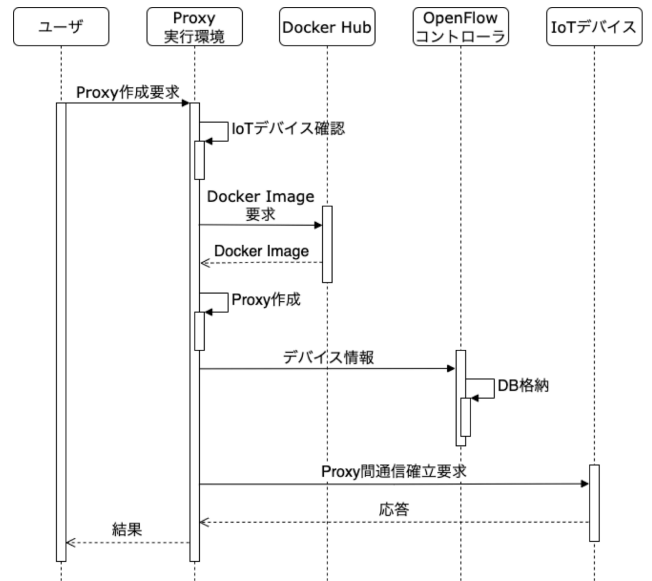 ユーザ
Proxy
実行環境
Docker Hub
OpenFlow
コントローラ
IoTデバイス
Proxy作成要求
IoTデバイス確認
Docker Image
要求
Docker Image
Proxy作成
デバイス情報
DB格納
Proxy間通信確立要求
応答
結果